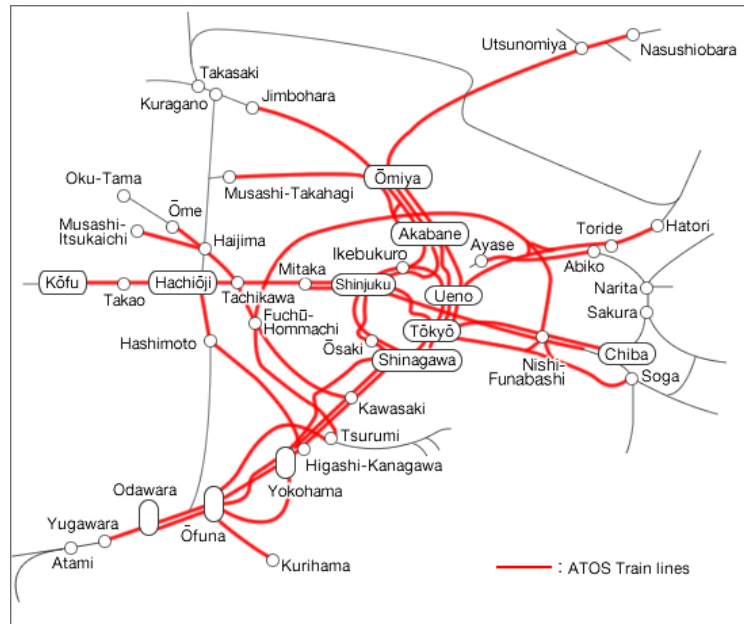 Utsunomiya
Nasushiobara
Takasaki
Kuragano
Jimbohara
Oku-Tama
Musashi-Takahagi
Ōmiya
Ōme
Musashi-
Itsukaichi
Haijima
Akabane
Ikebukuro
Ayase
Toride
Hatori
Abiko
Kōfu
Hachiōji
Mitaka
Shinjuku
Ueno
Narita
Takao
Tachikawa
Sakura
Fuchū-
Hommachi
Tōkyō
Hashimoto
Ōsaki
Shinagawa
Nishi-
Funabashi
Chiba
Soga
Kawasaki
Tsurumi
Higashi-Kanagawa
Yokohama
Odawara
Yugawara
Ōfuna
Atami
Kurihama
: ATOS Train lines